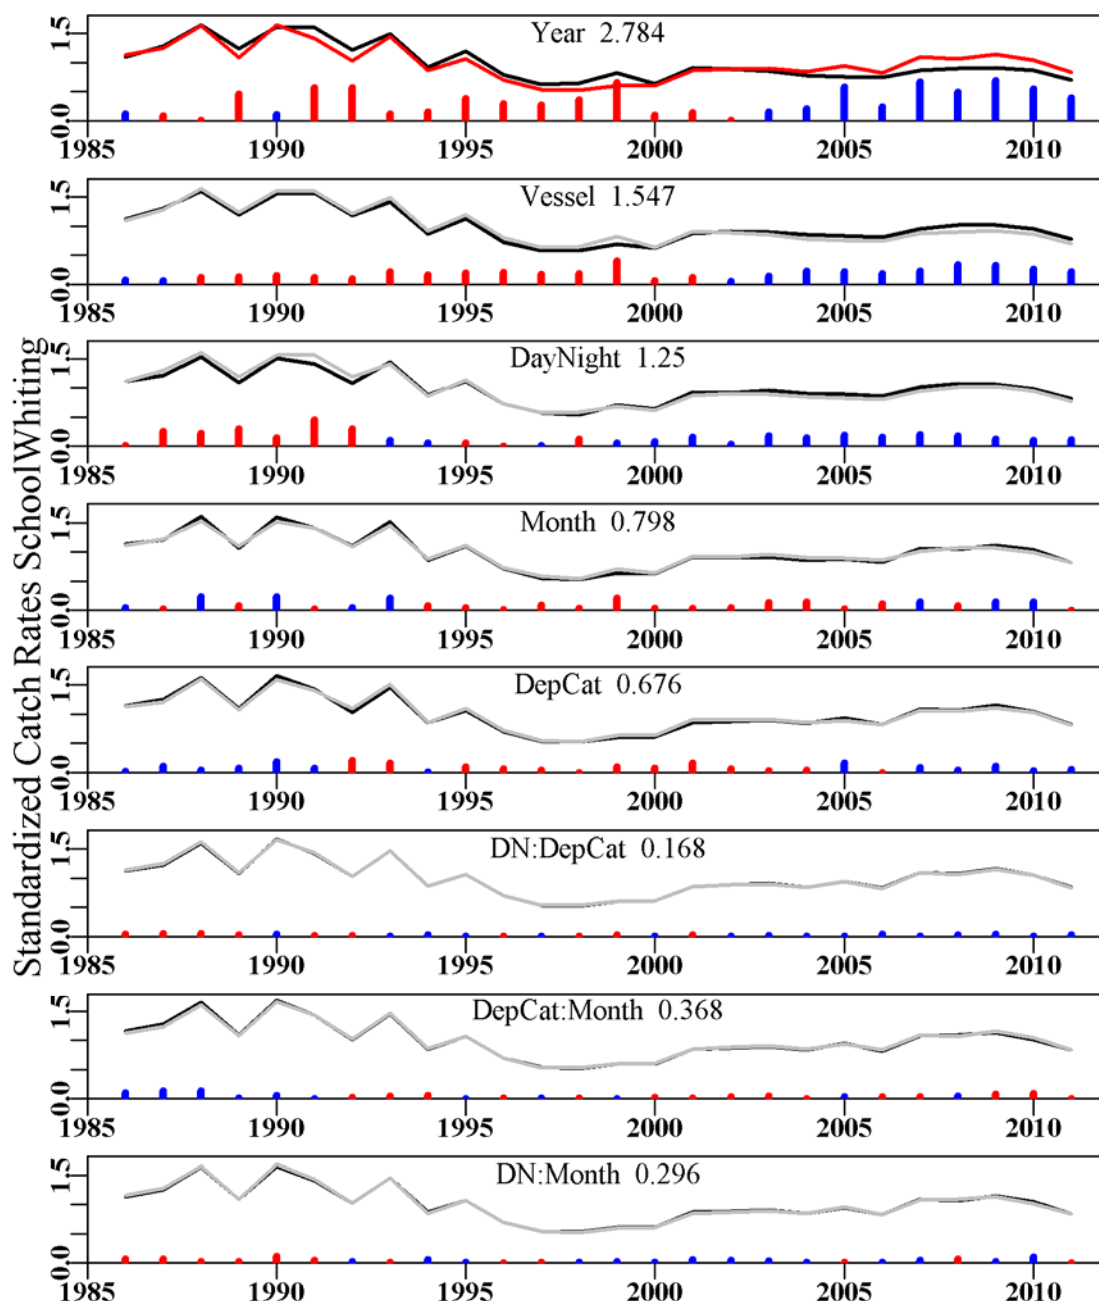 Standardized Catch Rates SchoolWhiting
Year 2.784
0.0 1.5
1985 1990 1995 2000 2005 2010
Vessel 1.547
0.0 1.5
1985 1990 1995 2000 2005 2010
DayNight 1.25
0.0 1.5
1985 1990 1995 2000 2005 2010
Month 0.798
0.0 1.5
1985 1990 1995 2000 2005 2010
DepCat 0.676
0.0 1.5
1985 1990 1995 2000 2005 2010
DN:DepCat 0.168
0.0 1.5
1985 1990 1995 2000 2005 2010
DepCat:Month 0.368
0.0 1.5
1985 1990 1995 2000 2005 2010
DN:Month 0.296
0.0 1.5
1985 1990 1995 2000 2005 2010